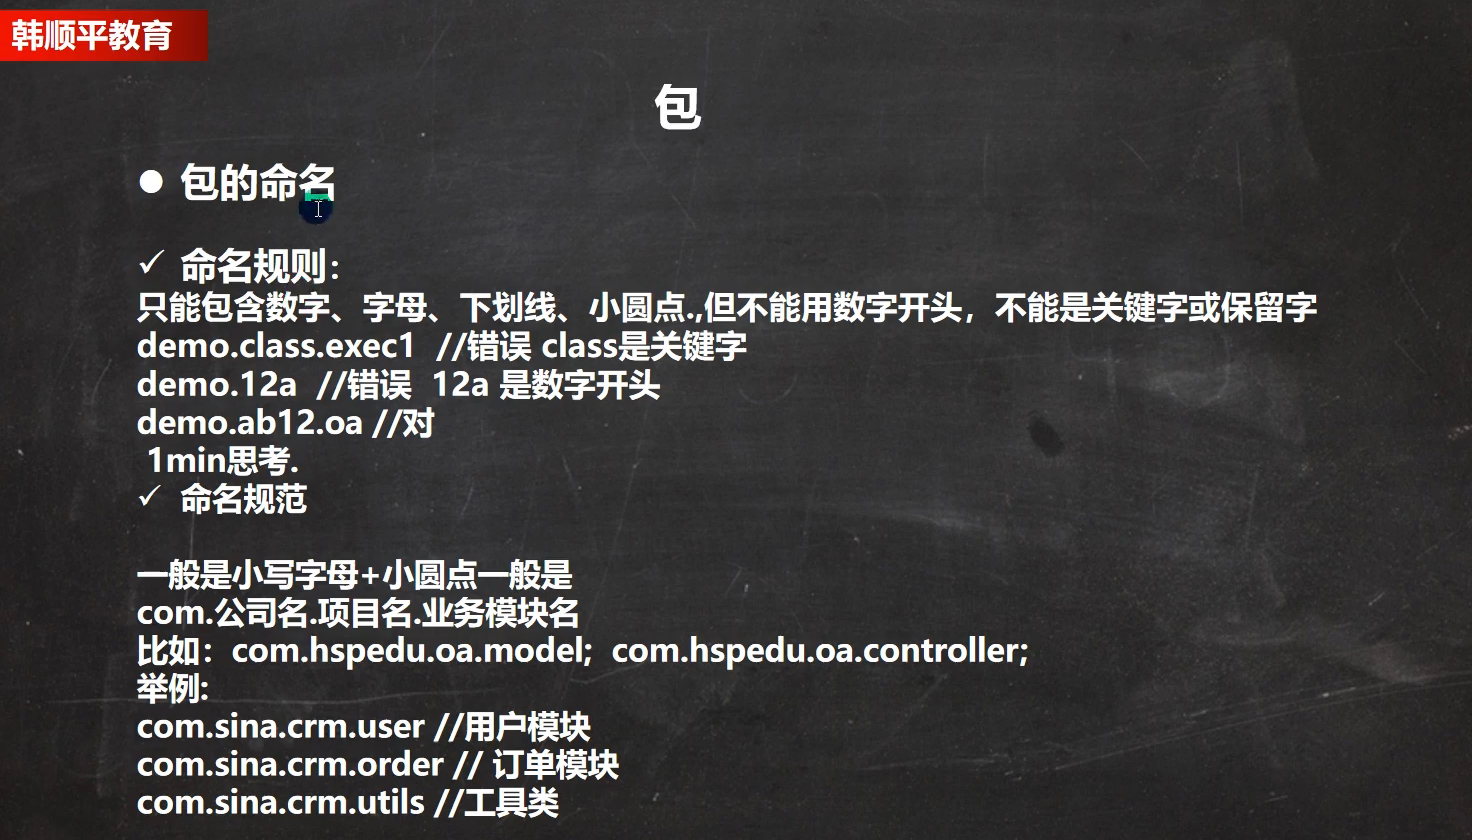 韩顺平教育
包
● 包的命名
✓ 命名规则：
只能包含数字、字母、下划线、小圆点.,但不能用数字开头，不能是关键字或保留字
demo.class.exec1 //错误 class是关键字
demo.12a //错误 12a 是数字开头
demo.ab12.oa //对
1min思考.
✓ 命名规范
一般是小写字母+小圆点一般是
com.公司名.项目名.业务模块名
比如：com.hspedu.oa.model; com.hspedu.oa.controller;
举例:
com.sina.crm.user //用户模块
com.sina.crm.order // 订单模块
com.sina.crm.utils //工具类